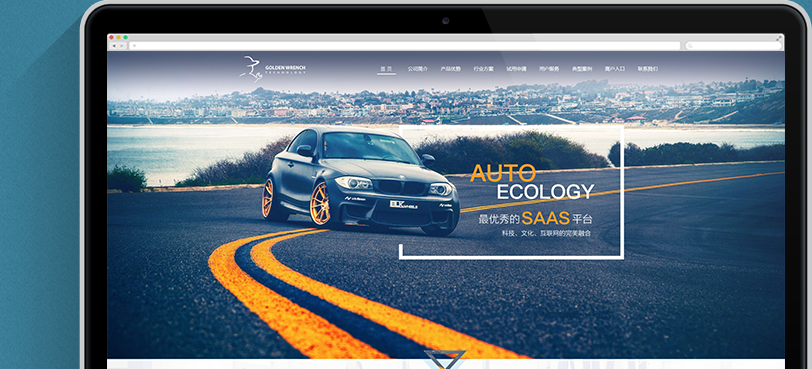 GOLDEN WRENCH
TECHNOLOGY
首 页 公司简介 产品优势 行业方案 试用申请 用户服务 典型案例 商户入口 联系我们
AUTO
ECOLOGY
最优秀的SAAS平台
科技、文化、互联网的完美融合